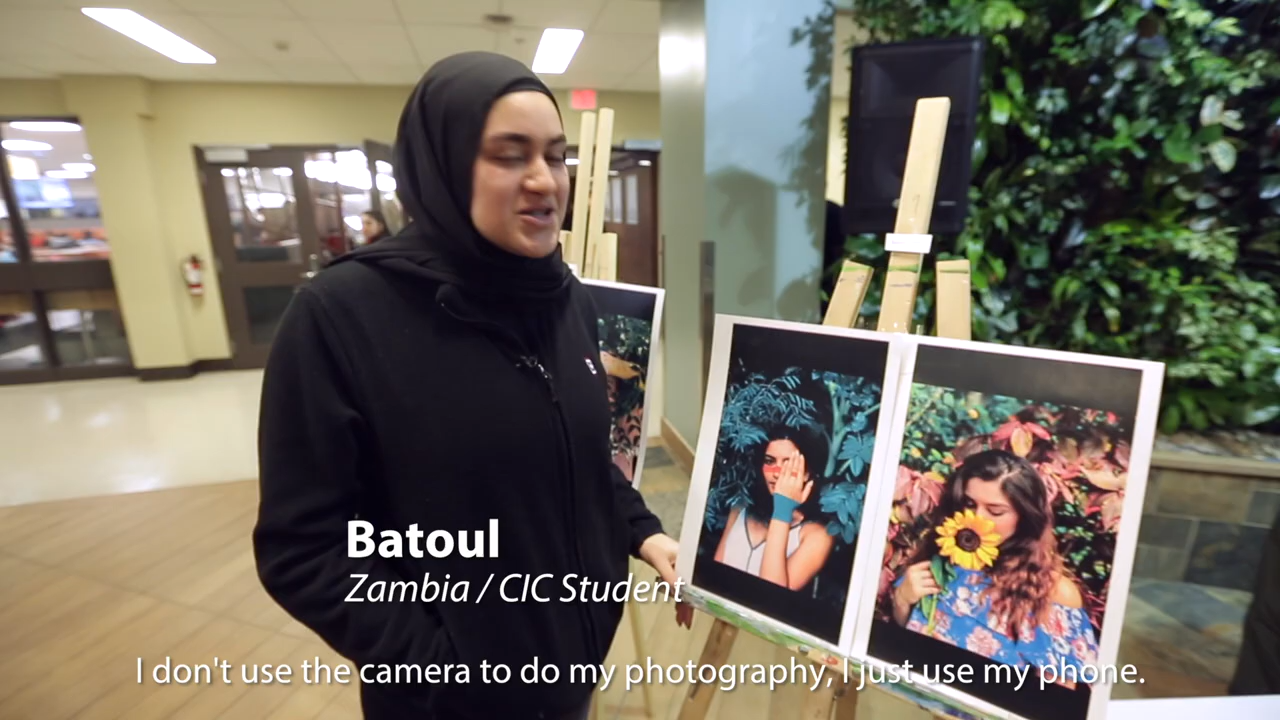 Batoul
Zambia / CIC Student
I don't use the camera to do my photography, I just use my phone.